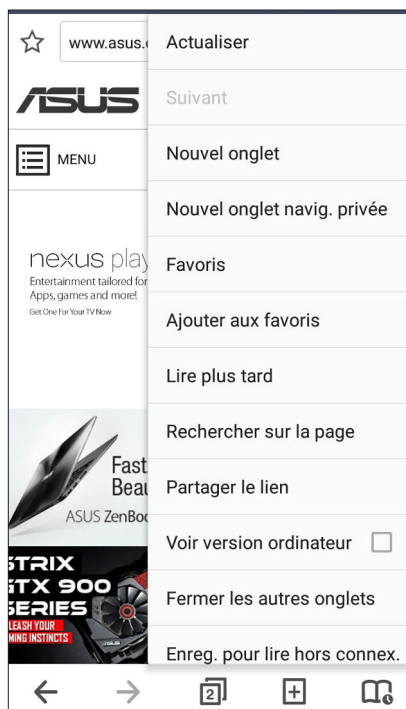 www.asus.
Actualiser
ASUS
Suivant
MENU
Nouvel onglet
Nouvel onglet navig. privée
nexus play
Entertainment tailored for
Apps, games and more!
Get One For Your TV Now
Favoris
Ajouter aux favoris
Lire plus tard
Rechercher sur la page
Fast
Beau
ASUS ZenBoo
Partager le lien
Voir version ordinateur
STRIX
GTX 900
SERIES
LEASH YOUR
MING INSTINCTS
Fermer les autres onglets
Enreg. pour lire hors connex.
2